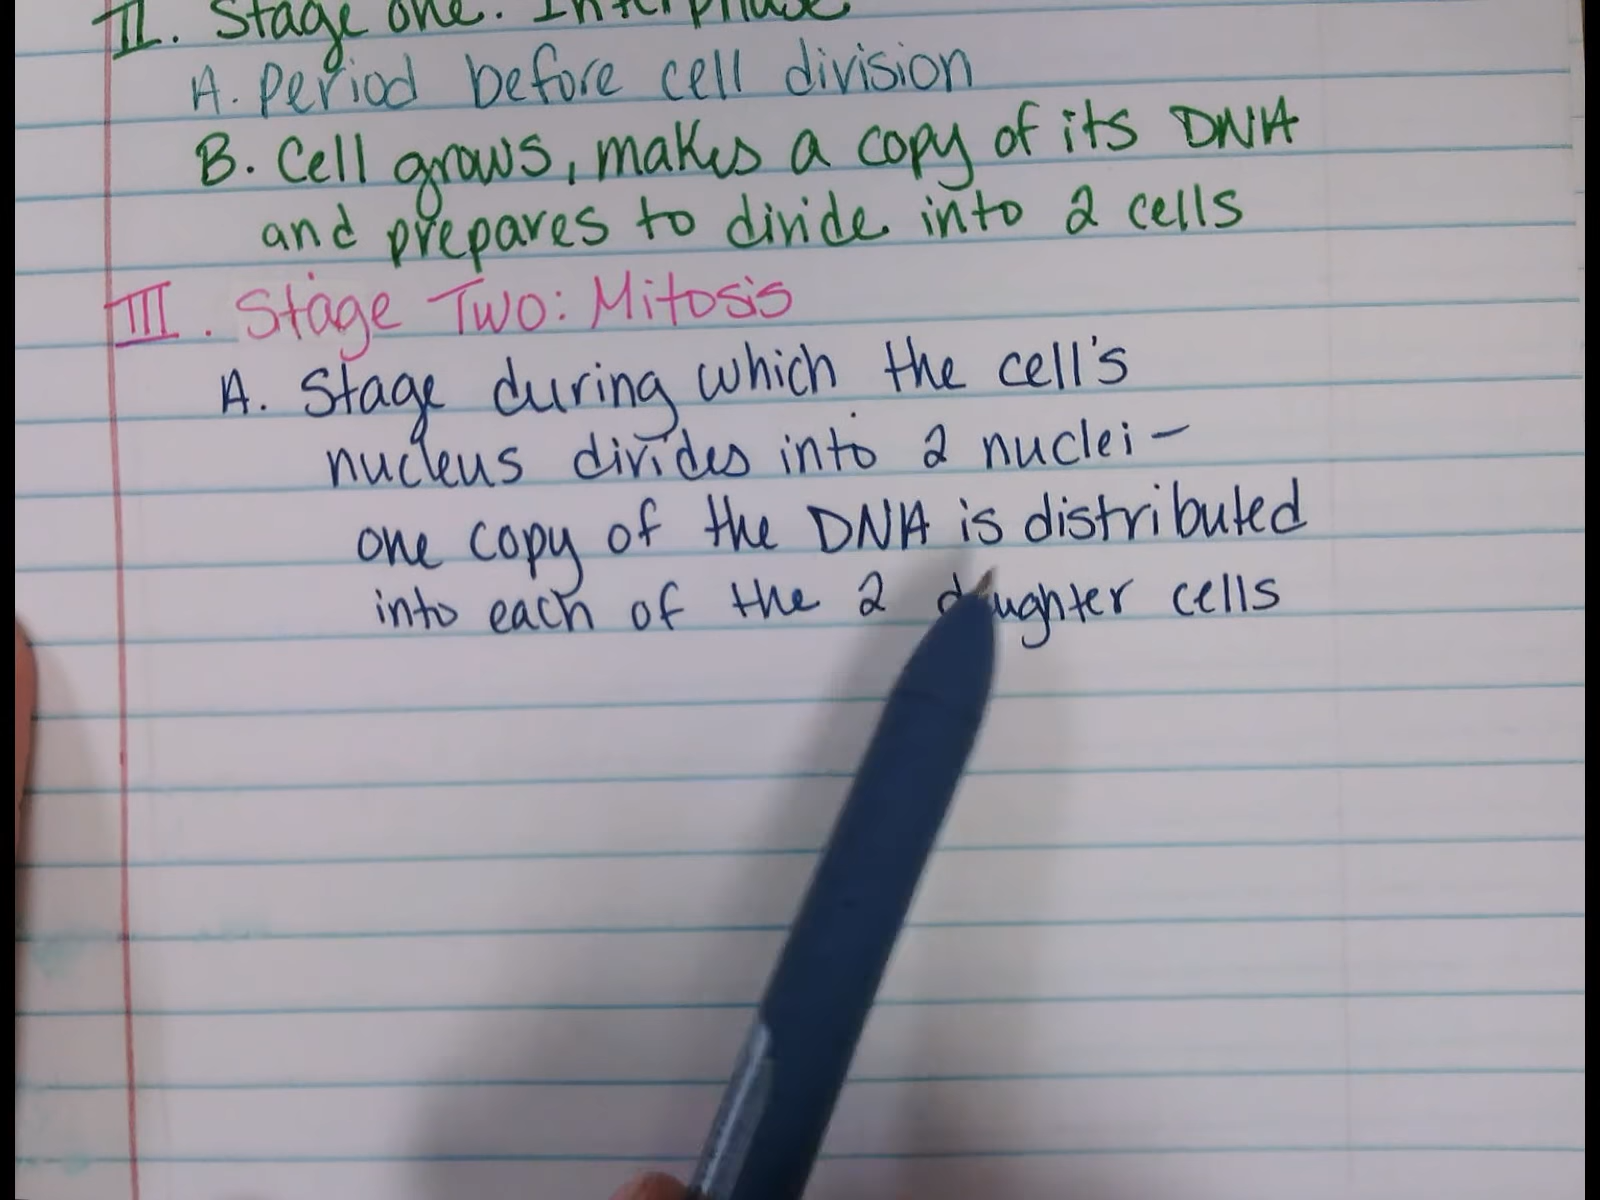 II. Stage one: Interphase
A. Period before cell division
B. Cell grows, makes a copy of its DNA
and prepares to divide into 2 cells
III. Stage Two: Mitosis
A. Stage during which the cell's
nucleus divides into 2 nuclei –
one copy of the DNA is distributed
into each of the 2 daughter cells